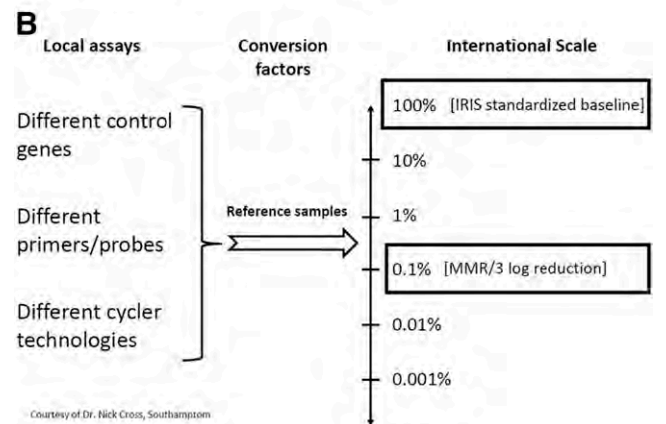 B
Local assays
Conversion
factors
International Scale
Different control
genes
Different
primers/probes
Different cycler
technologies
Reference samples
100% [IRIS standardized baseline]
10%
1%
0.1% [MMR/3 log reduction]
0.01%
0.001%
Courtesy of Dr. Nick Cross, Southamptom